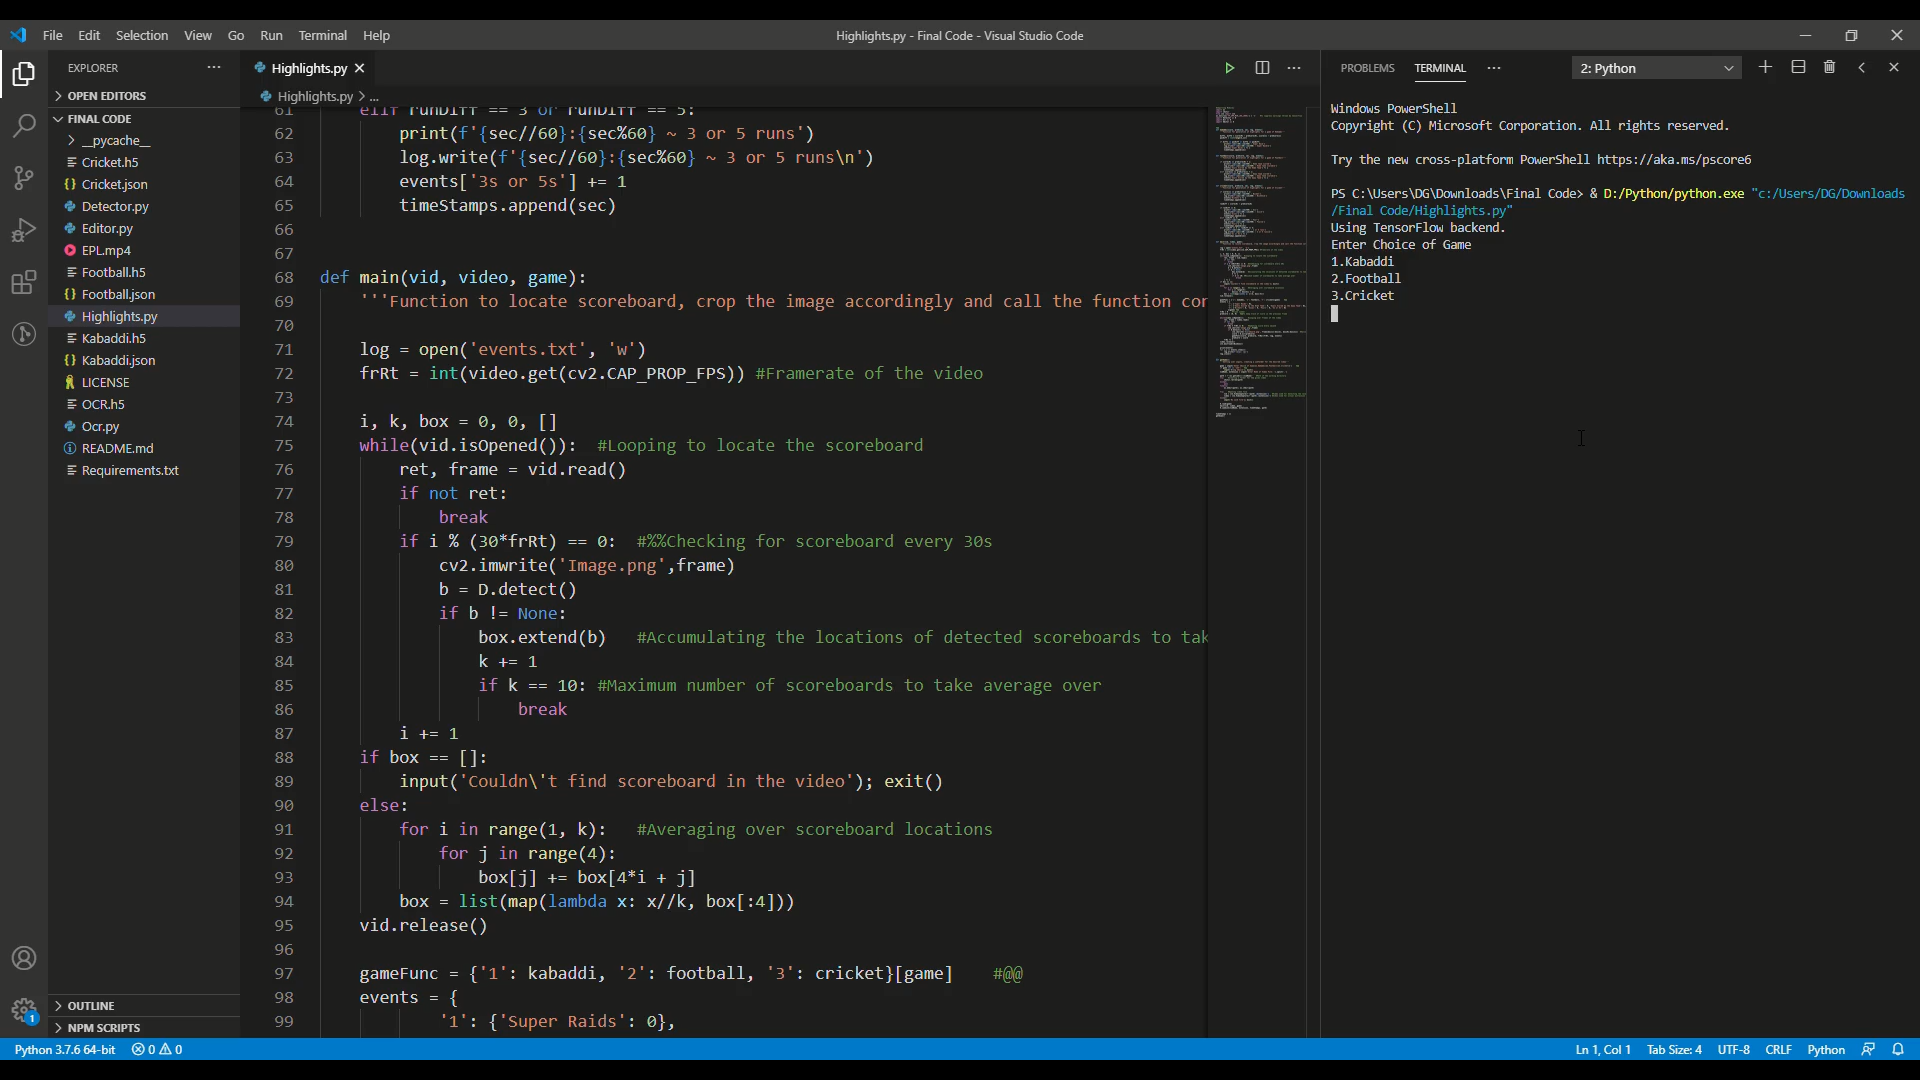 File Edit Selection View Go Run Terminal Help
Highlights.py - Final Code - Visual Studio Code
EXPLORER
OPEN EDITORS
FINAL CODE
__pycache__
Cricket.h5
Cricket.json
Detector.py
Editor.py
EPL.mp4
Football.h5
Football.json
Highlights.py
Kabaddi.h5
Kabaddi.json
LICENSE
OCR.h5
Ocr.py
README.md
Requirements.txt
OUTLINE
NPM SCRIPTS
Highlights.py
Highlights.py > ...
61 elif runDiff == 3 or runDiff == 5:
62 print(f'{sec//60}:{sec%60} ~ 3 or 5 runs')
63 log.write(f'{sec//60}:{sec%60} ~ 3 or 5 runs\n')
64 events['3s or 5s'] += 1
65 timeStamps.append(sec)
66
67
68 def main(vid, video, game):
69 '''Function to locate scoreboard, crop the image accordingly and call the function cor
70
71 log = open('events.txt', 'w')
72 frRt = int(video.get(cv2.CAP_PROP_FPS)) #Framerate of the video
73
74 i, k, box = 0, 0, []
75 while(vid.isOpened()): #Looping to locate the scoreboard
76 ret, frame = vid.read()
77 if not ret:
78 break
79 if i % (30*frRt) == 0: #%%Checking for scoreboard every 30s
80 cv2.imwrite('Image.png',frame)
81 b = D.detect()
82 if b != None:
83 box.extend(b) #Accumulating the locations of detected scoreboards to tak
84 k += 1
85 if k == 10: #Maximum number of scoreboards to take average over
86 break
87 i += 1
88 if box == []:
89 input('Couldn\'t find scoreboard in the video'); exit()
90 else:
91 for i in range(1, k): #Averaging over scoreboard locations
92 for j in range(4):
93 box[j] += box[4*i + j]
94 box = list(map(lambda x: x//k, box[:4]))
95 vid.release()
96
97 gameFunc = {'1': kabaddi, '2': football, '3': cricket}[game] #@@
98 events = {
99 '1': {'Super Raids': 0},
PROBLEMS TERMINAL
2: Python
Windows PowerShell
Copyright (C) Microsoft Corporation. All rights reserved.
Try the new cross-platform PowerShell https://aka.ms/pscore6
PS C:\Users\DG\Downloads\Final Code> & D:/Python/python.exe "c:/Users/DG/Downloads
/Final Code/Highlights.py"
Using TensorFlow backend.
Enter Choice of Game
1.Kabaddi
2.Football
3.Cricket
1
Python 3.7.6 64-bit 0 0
Ln 1, Col 1 Tab Size: 4 UTF-8 CRLF Python